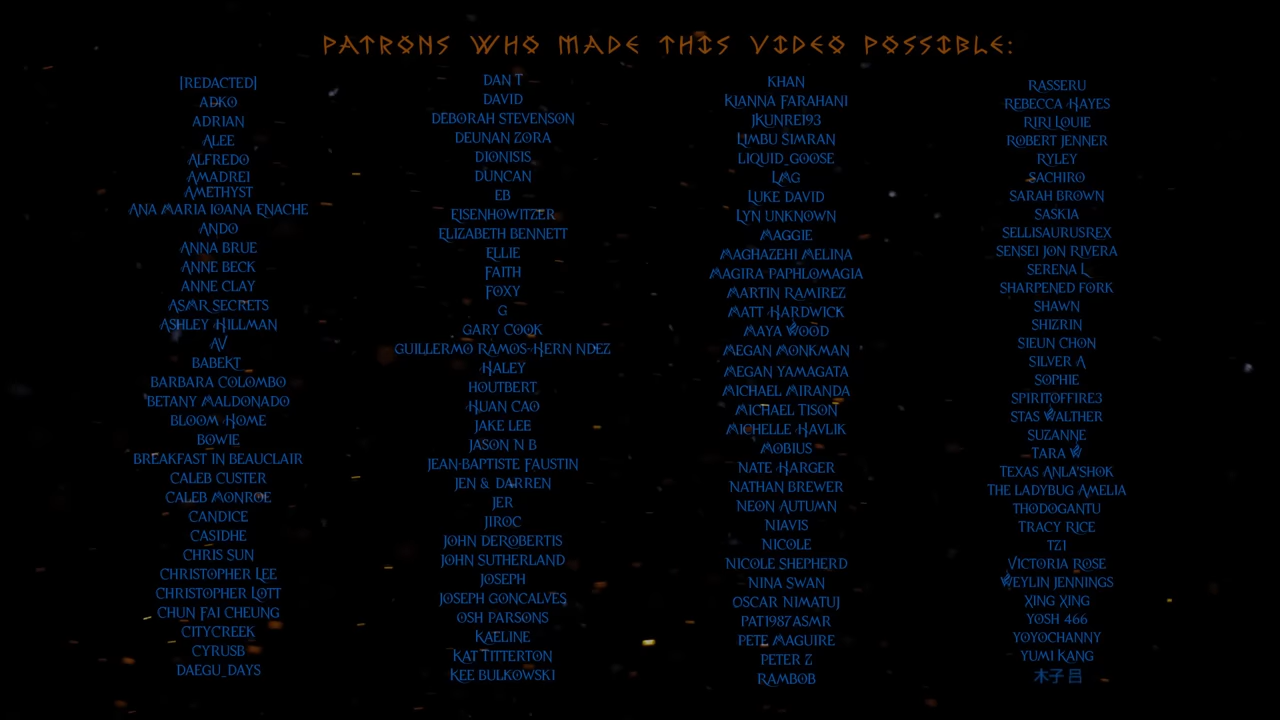 PATRONS WHO MADE THIS VIDEO POSSIBLE:
[REDACTED]
ADKO
ADRIAN
ALEE
ALFREDO
AMADREI
AMETHYST
ANA MARIA IOANA ENACHE
ANDO
ANNA BRUE
ANNE BECK
ANNE CLAY
ASMR SECRETS
ASHLEY HILLMAN
AV
BABEKT
BARBARA COLOMBO
BETANY MALDONADO
BLOOM HOME
BOWIE
BREAKFAST IN BEAUCLAIR
CALEB CUSTER
CALEB MONROE
CANDICE
CASIDHE
CHRIS SUN
CHRISTOPHER LEE
CHRISTOPHER LOTT
CHUN FAI CHEUNG
CITYCREEK
CYRUSB
DAEGU_DAYS
DAN T
DAVID
DEBORAH STEVENSON
DEUNAN ZORA
DIONISIS
DUNCAN
EB
EISENHOWITZER
ELIZABETH BENNETT
ELLIE
FAITH
FOXY
G
GARY COOK
GUILLERMO RAMOS-HERN NDEZ
HALEY
HOUTBERT
HUAN CAO
JAKE LEE
JASON N B
JEAN-BAPTISTE FAUSTIN
JEN & DARREN
JER
JIROC
JOHN DEROBERTIS
JOHN SUTHERLAND
JOSEPH
JOSEPH GONCALVES
OSH PARSONS
KAELINE
KAT TITTERTON
KEE BULKOWSKI
KHAN
KIANNA FARAHANI
JKUNRE193
LIMBU SIMRAN
LIQUID_GOOSE
LMG
LUKE DAVID
LYN UNKNOWN
MAGGIE
MAGHAZEHI MELINA
MAGIRA PAPHLOMAGIA
MARTIN RAMIREZ
MATT HARDWICK
MAYA WOOD
MEGAN MONKMAN
MEGAN YAMAGATA
MICHAEL MIRANDA
MICHAEL TISON
MICHELLE HAVLIK
MOBIUS
NATE HARGER
NATHAN BREWER
NEON AUTUMN
NIAVIS
NICOLE
NICOLE SHEPHERD
NINA SWAN
OSCAR NIMATUJ
PAT1987ASMR
PETE MAGUIRE
PETER Z
RAMBOB
RASSERU
REBECCA HAYES
RIRI LOUIE
ROBERT JENNER
RYLEY
SACHIRO
SARAH BROWN
SASKIA
SELLISAURUSREX
SENSEI JON RIVERA
SERENA L
SHARPENED FORK
SHAWN
SHIZRIN
SIEUN CHON
SILVER A
SOPHIE
SPIRITOFFIRE3
STAS WALTHER
SUZANNE
TARA W
TEXAS ANLA'SHOK
THE LADYBUG AMELIA
THODOGANTU
TRACY RICE
TZI
VICTORIA ROSE
WEYLIN JENNINGS
XING XING
YOSH 466
YOYOCHANNY
YUMI KANG
木子 呂